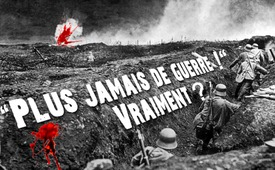 "PLUS JAMAIS DE GUERRE !"
VRAIMENT ?